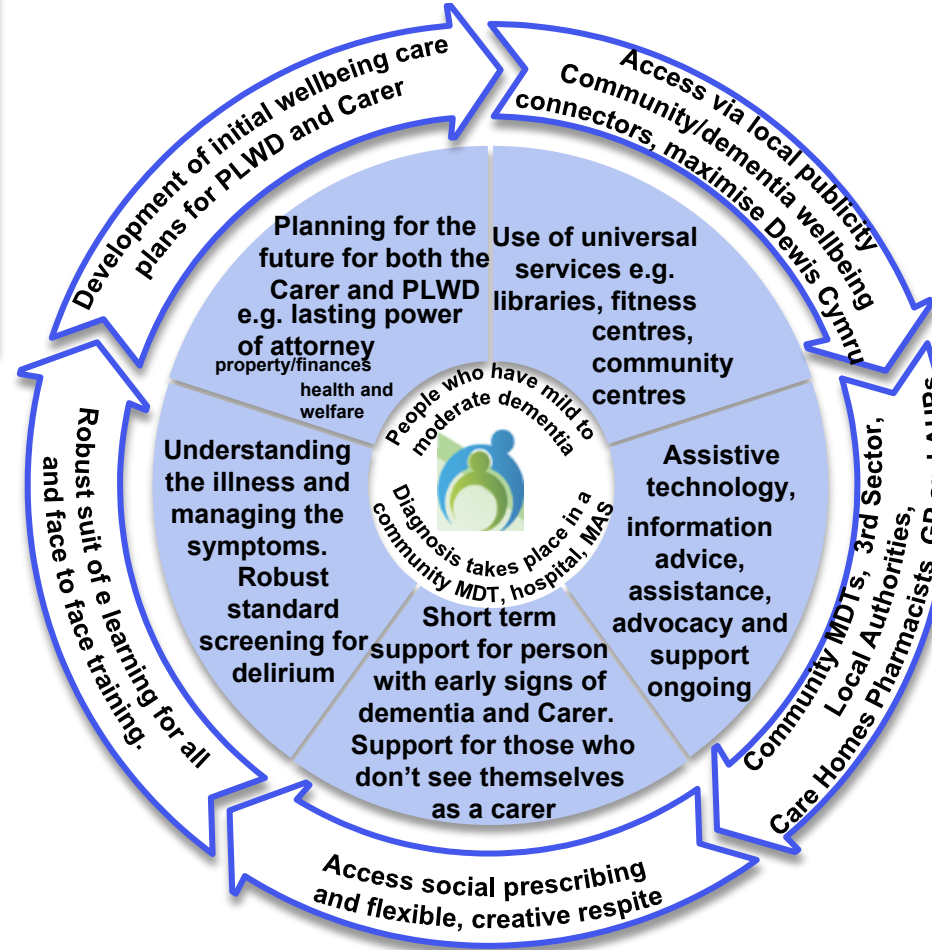 Development of initial wellbeing care
plans for PLWD and Carer
Access via local publicity
Community/dementia wellbeing
connectors, maximise Dewis Cymru
Community MDTs, 3rd Sector,
Local Authorities,
Care Homes Pharmacists, GP and AHPs
Access social prescribing
and flexible, creative respite
Robust suit of e learning for all
and face to face training.
Planning for the
future for both the
Carer and PLWD
e.g. lasting power
of attorney
property/finances
health and
welfare
Use of universal
services e.g.
libraries, fitness
centres,
community
centres
Assistive
technology,
information
advice,
assistance,
advocacy and
support
ongoing
Short term
support for person
with early signs of
dementia and Carer.
Support for those who
don't see themselves
as a carer
Understanding
the illness and
managing the
symptoms.
Robust
standard
screening for
delirium
People who have mild to
moderate dementia
Diagnosis takes place in a
community MDT, hospital, MAS